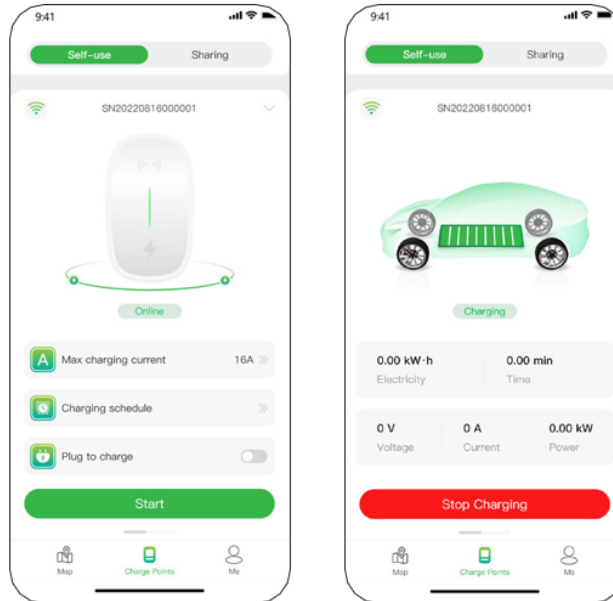 9:41
Self-use Sharing
SN20220816000001
Online
A Max charging current 16A
Charging schedule
Plug to charge
Start
Map Charge Points Me
9:41
Self-use Sharing
SN20220816000001
Charging
0.00 kW·h 0.00 min
Electricity Time
0 V 0 A 0.00 kW
Voltage Current Power
Stop Charging
Map Charge Points Me